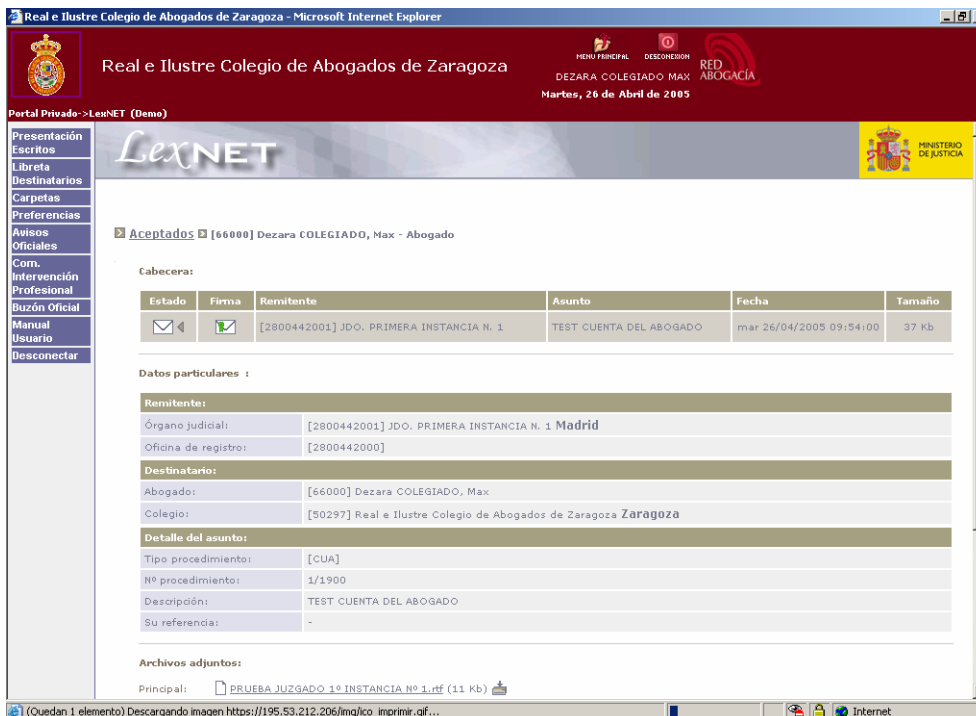 Real e Ilustre Colegio de Abogados de Zaragoza - Microsoft Internet Explorer
Real e Ilustre Colegio de Abogados de Zaragoza
MENU PRINCIPAL DESCONEXION
RED ABOGACÍA
DEZARA COLEGIADO MAX
Martes, 26 de Abril de 2005
Portal Privado->LexNET (Demo)
Presentación Escritos
Libreta Destinatarios
Carpetas
Preferencias
Avisos Oficiales
Com. Intervención Profesional
Buzón Oficial
Manual Usuario
Desconectar
LexNET
MINISTERIO DE JUSTICIA
Aceptados [66000] Dezara COLEGIADO, Max - Abogado
Cabecera:
Estado Firma Remitente Asunto Fecha Tamaño
[2800442001] JDO. PRIMERA INSTANCIA N. 1 TEST CUENTA DEL ABOGADO mar 26/04/2005 09:54:00 37 Kb
Datos particulares :
Remitente:
Órgano judicial: [2800442001] JDO. PRIMERA INSTANCIA N. 1 Madrid
Oficina de registro: [2800442000]
Destinatario:
Abogado: [66000] Dezara COLEGIADO, Max
Colegio: [50297] Real e Ilustre Colegio de Abogados de Zaragoza Zaragoza
Detalle del asunto:
Tipo procedimiento: [CUA]
Nº procedimiento: 1/1900
Descripción: TEST CUENTA DEL ABOGADO
Su referencia: -
Archivos adjuntos:
Principal: PRUEBA JUZGADO 1º INSTANCIA Nº 1.rtf (11 Kb)
(Quedan 1 elemento) Descargando imagen https://195.53.212.206/img/ico_imprimir.gif... Internet